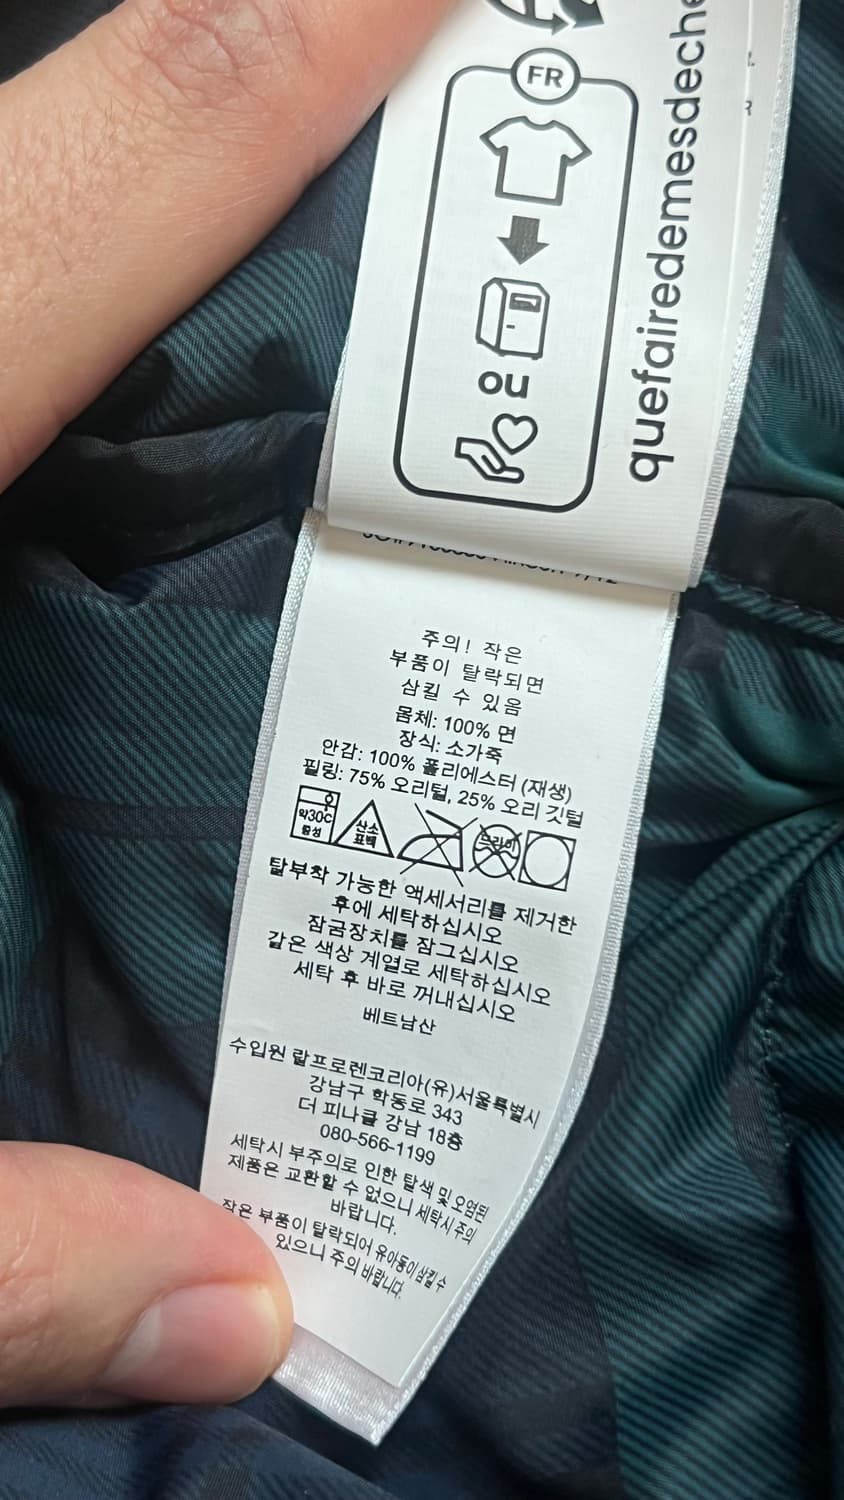 FR
OU
quefairedemesdeche
주의! 작은
부품이 탈락되면
삼킬 수 있음
몸체: 100% 면
장식: 소가죽
안감: 100% 폴리에스터 (재생)
필링: 75% 오리털, 25% 오리 깃털
약30℃
중성
산소
표백
드라이
탈부착 가능한 액세서리를 제거한
후에 세탁하십시오
잠금장치를 잠그십시오
같은 색상 계열로 세탁하십시오
세탁 후 바로 꺼내십시오
베트남산
수입원 랄프로렌코리아(유)서울특별시
강남구 학동로 343
더 피나클 강남 18층
080-566-1199
세탁시 부주의로 인한 탈색 및 오염된
제품은 교환할 수 없으니 세탁시 주의
바랍니다.
작은 부품이 탈락되어 유아동이 삼킬 수
있으니 주의 바랍니다.